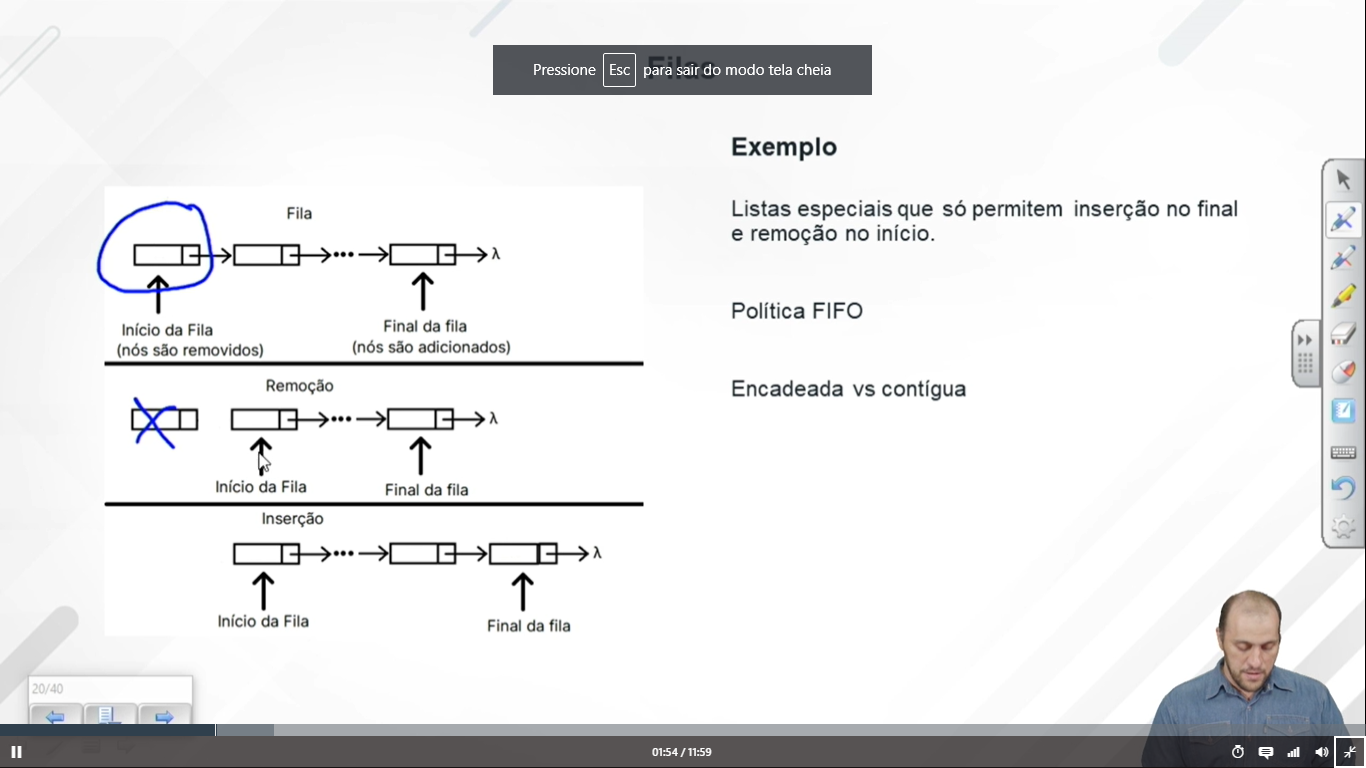 Filas
Pressione Esc para sair do modo tela cheia
Exemplo
Listas especiais que só permitem inserção no final
e remoção no início.
Política FIFO
Encadeada vs contígua
Fila
λ
Início da Fila
(nós são removidos)
Final da fila
(nós são adicionados)
Remoção
λ
Início da Fila
Final da fila
Inserção
λ
Início da Fila
Final da fila
20/40
01:54 / 11:59